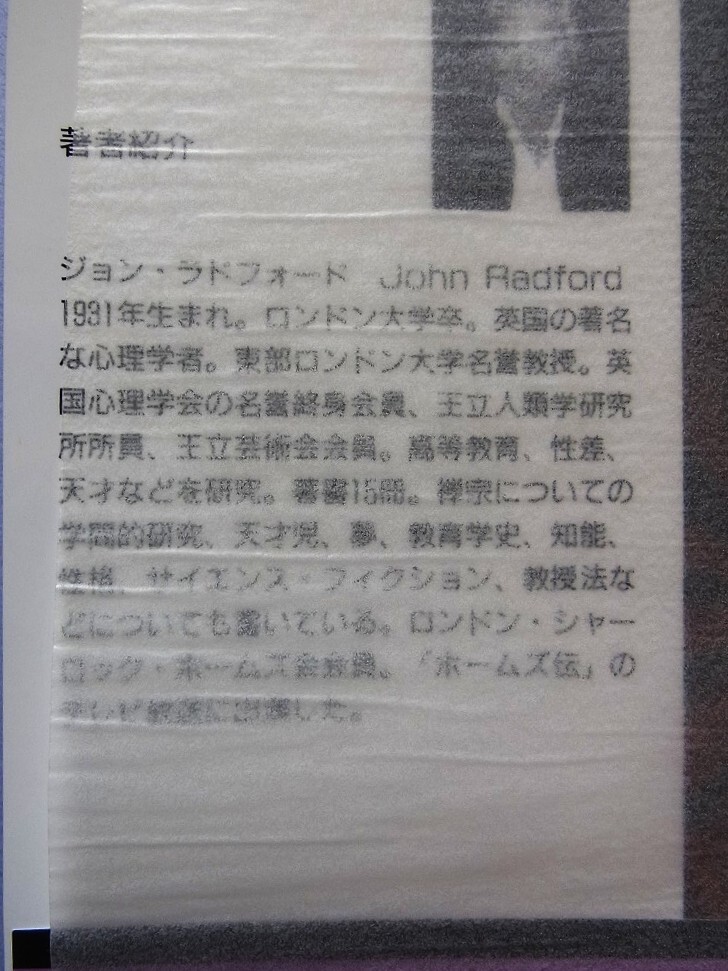 著者紹介
ジョン・ラドフォード John Radford
1931年生まれ。ロンドン大学卒。英国の著名
な心理学者。東部ロンドン大学名誉教授。英
国心理学会の名誉終身会員、王立人類学研究
所所員、王立芸術会会員。高等教育、性差、
天才などを研究。著書15冊。禅宗についての
学問的研究、天才児、夢、教育学史、知能、
性格、サイエンス・フィクション、教授法な
どについても書いている。ロンドン・シャー
ロック・ホームズ会会員。「ホームズ伝」の
テレビ放送に出演した。